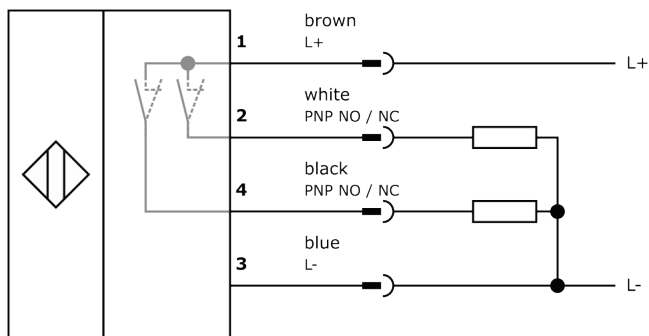 brown
1 L+ L+
white
2 PNP NO / NC
black
4 PNP NO / NC
blue
3 L- L-